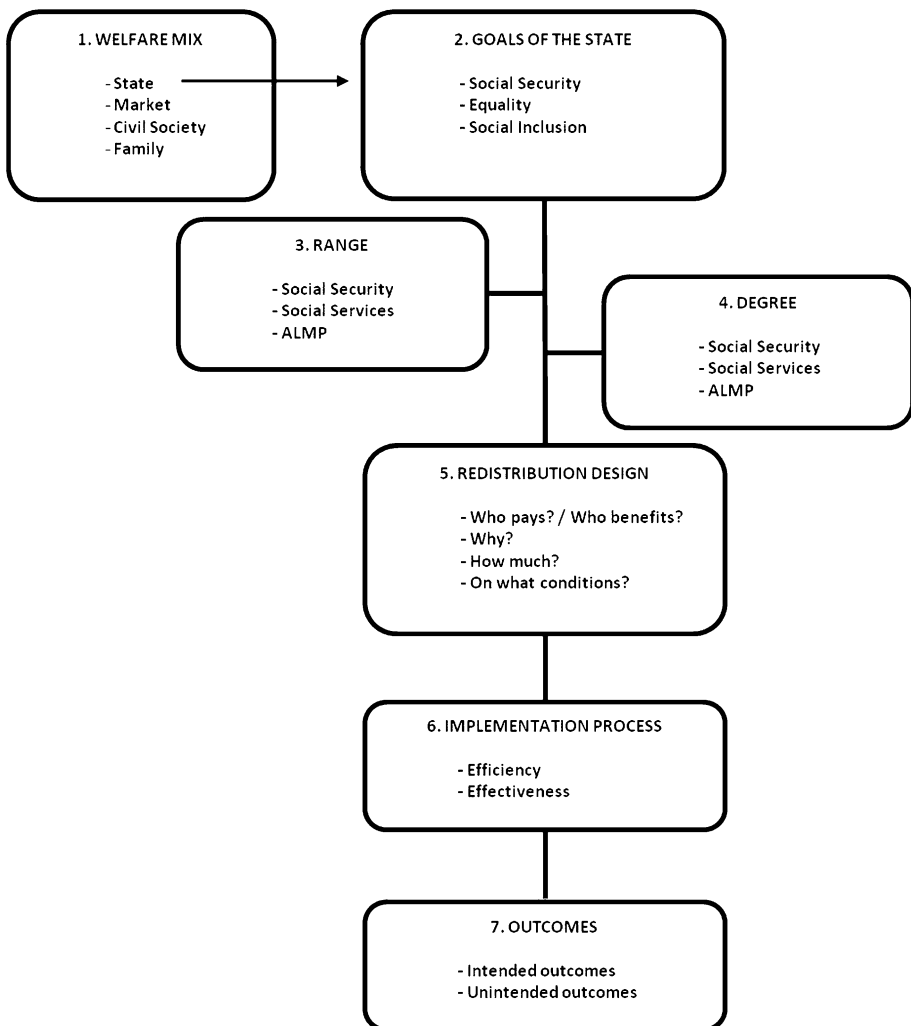 1. WELFARE MIX
- State
- Market
- Civil Society
- Family
2. GOALS OF THE STATE
- Social Security
- Equality
- Social Inclusion
3. RANGE
- Social Security
- Social Services
- ALMP
4. DEGREE
- Social Security
- Social Services
- ALMP
5. REDISTRIBUTION DESIGN
- Who pays? / Who benefits?
- Why?
- How much?
- On what conditions?
6. IMPLEMENTATION PROCESS
- Efficiency
- Effectiveness
7. OUTCOMES
- Intended outcomes
- Unintended outcomes